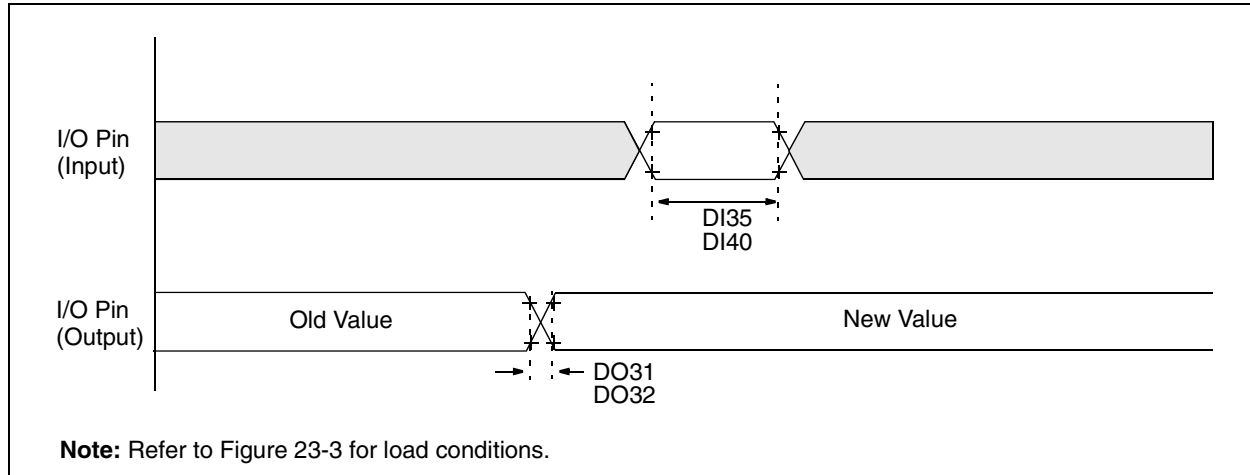 I/O Pin
(Input)
DI35
DI40
I/O Pin
(Output)
Old Value
New Value
DO31
DO32
Note: Refer to Figure 23-3 for load conditions.